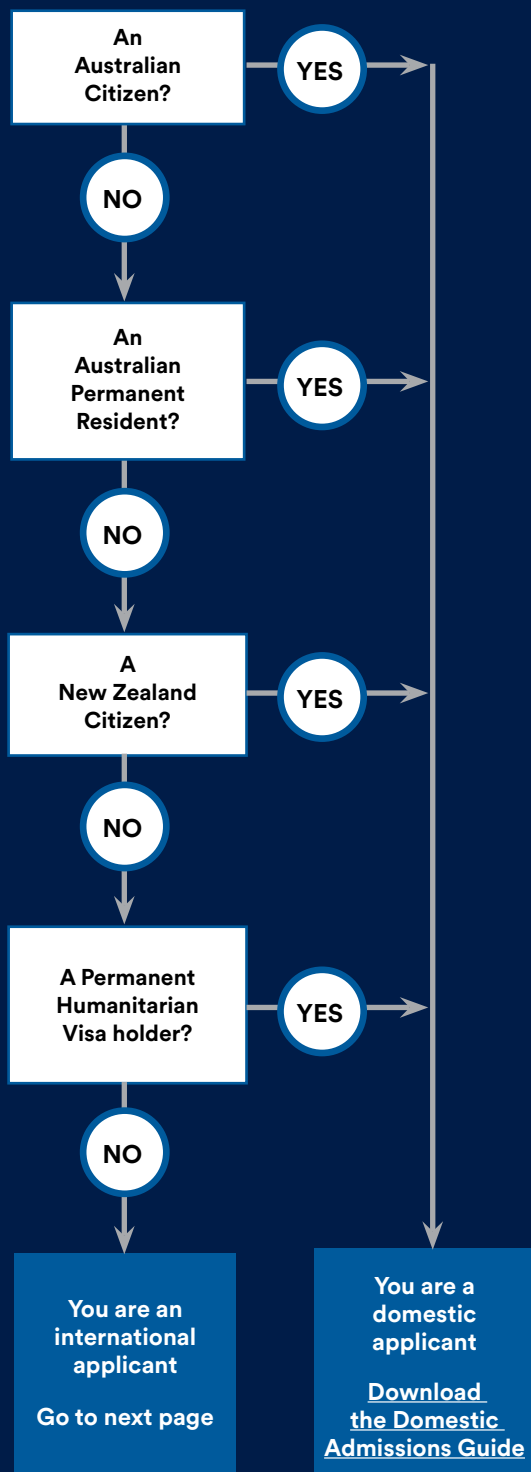 An
Australian
Citizen?
YES
NO
An
Australian
Permanent
Resident?
YES
NO
A
New Zealand
Citizen?
YES
NO
A Permanent
Humanitarian
Visa holder?
YES
NO
You are an
international
applicant
Go to next page
You are a
domestic
applicant
Download
the Domestic
Admissions Guide